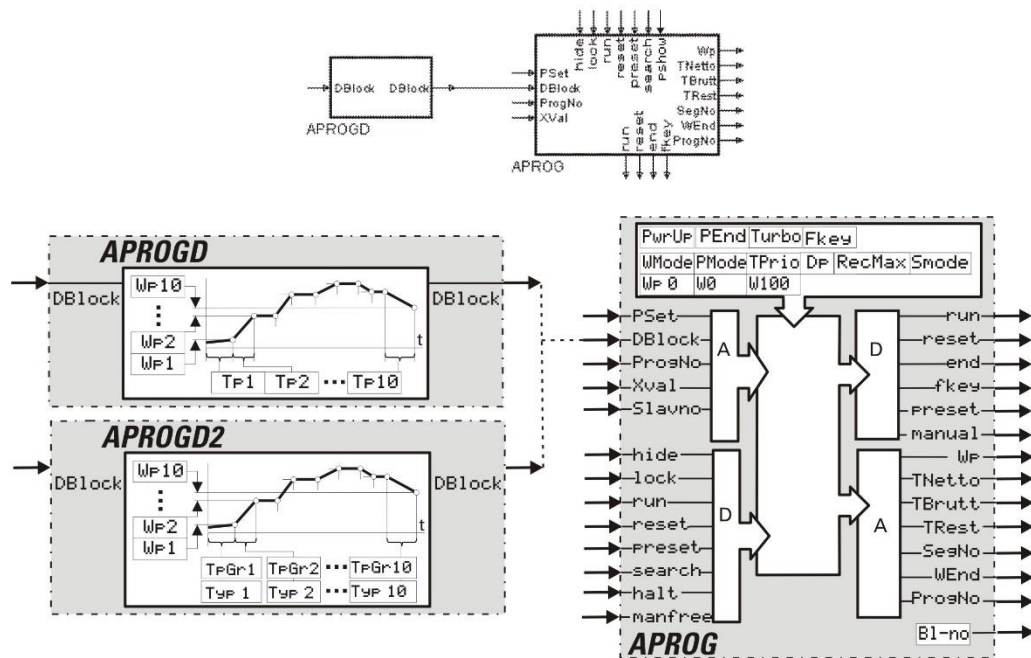 hide
lock
run
reset
preset
search
pshow
PSet
DBlock
ProgNo
XVal
Wp
TNetto
TBrutt
TRest
SegNo
WEnd
ProgNo
run
reset
end
fkey
APROG
DBlock DBlock
APROGD
APROGD
DBlock
Wp10
Wp2
Wp1
t
Tp1 Tp2 ••• Tp10
DBlock
APROGD2
DBlock
Wp10
Wp2
Wp1
t
TpGr1 TpGr2 ••• TpGr10
Typ 1 Typ 2 ••• Typ 10
DBlock
PwrUp PEnd Turbo Fkey
WMode PMode TPrio Dp RecMax Smode
Wp 0 W0 W100
PSet
DBlock
ProgNo
Xval
Slavno
A
hide
lock
run
reset
preset
search
halt
manfree
D
D
run
reset
end
fkey
preset
manual
A
Wp
TNetto
TBrutt
TRest
SegNo
WEnd
ProgNo
Bl-no
APROG